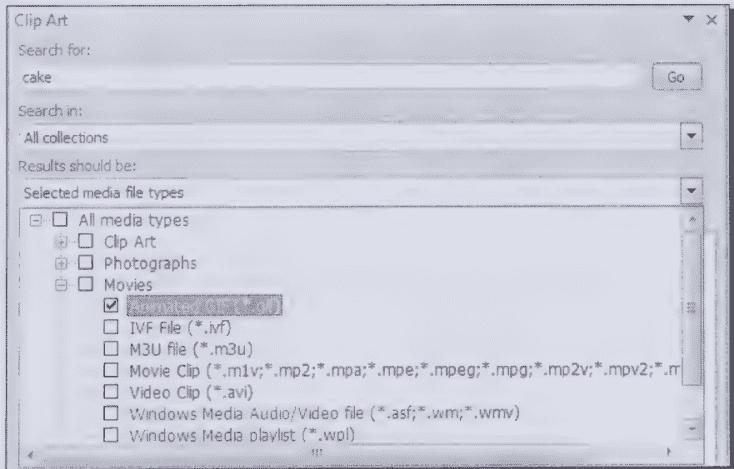 Clip Art
Search for:
cake
Go
Search in:
All collections
Results should be:
Selected media file types
All media types
Clip Art
Photographs
Movies
Animated GIF (*.gif)
IVF File (*.ivf)
M3U file (*.m3u)
Movie Clip (*.m1v;*.mp2;*.mpa;*.mpe;*.mpeg;*.mpg;*.mp2v;*.mpv2;*.m
Video Clip (*.avi)
Windows Media Audio/Video file (*.asf;*.wm;*.wmv)
Windows Media playlist (*.wpl)